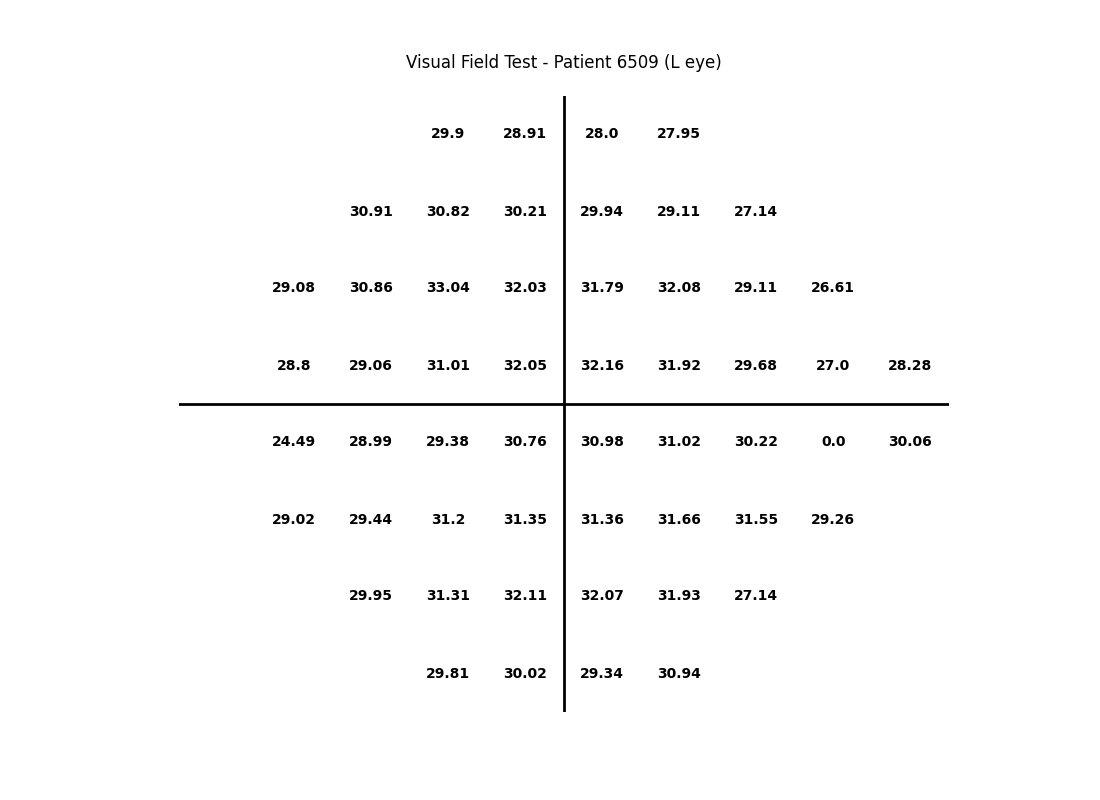 Visual Field Test - Patient 6509 (L eye)
29.9 28.91 28.0 27.95
30.91 30.82 30.21 29.94 29.11 27.14
29.08 30.86 33.04 32.03 31.79 32.08 29.11 26.61
28.8 29.06 31.01 32.05 32.16 31.92 29.68 27.0 28.28
24.49 28.99 29.38 30.76 30.98 31.02 30.22 0.0 30.06
29.02 29.44 31.2 31.35 31.36 31.66 31.55 29.26
29.95 31.31 32.11 32.07 31.93 27.14
29.81 30.02 29.34 30.94